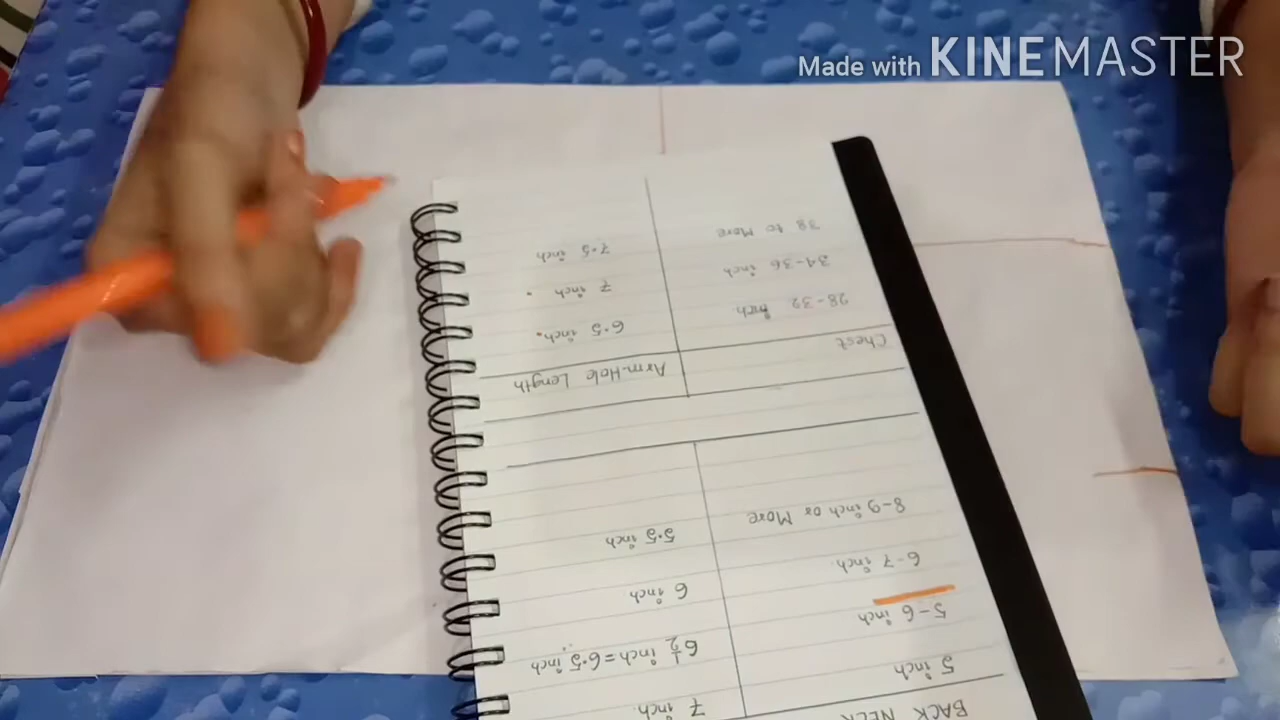 Made with KINEMASTER
BACK NECK
5 inch 7 inch
5-6 inch 6 1/2 inch = 6.5 inch
6-7 inch 6 inch
8-9 inch or More 5.5 inch
Chest Arm-Hole Length
28-32 inch 6.5 inch
34-36 inch 7 inch
38 to More 7.5 inch